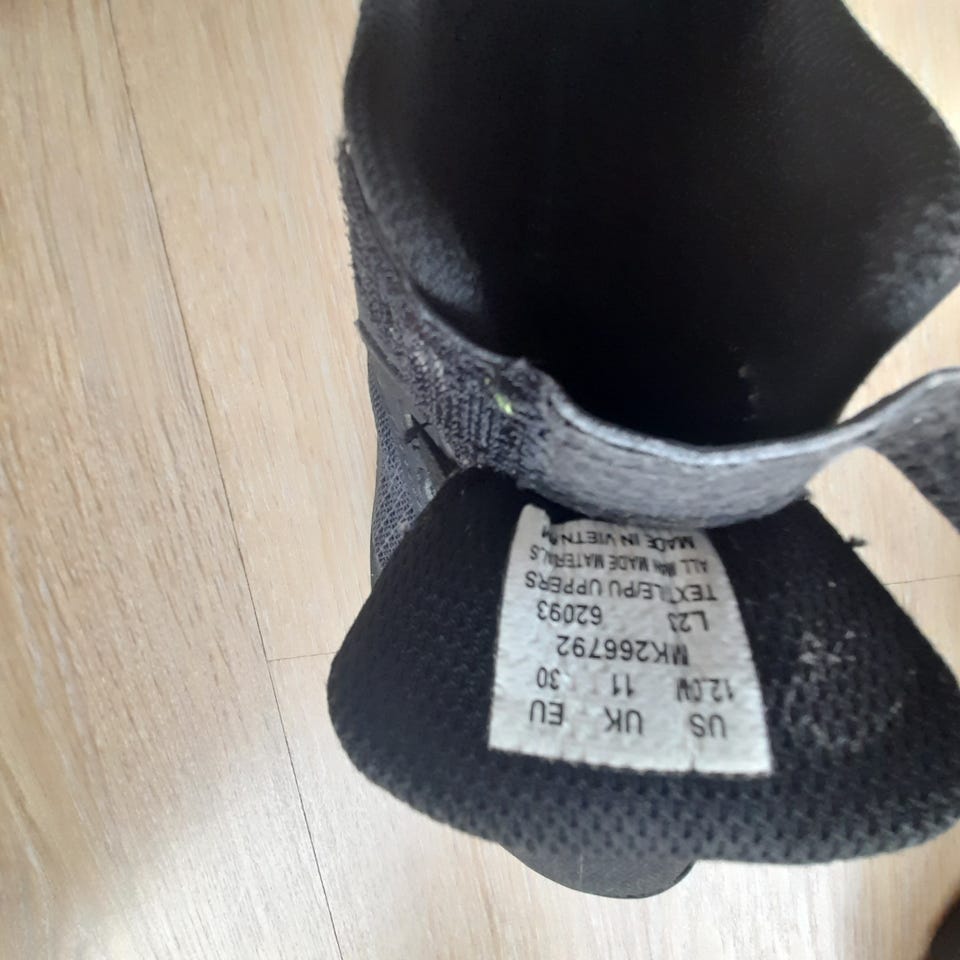 US UK EU
12.0W 11 30
MK266792
L23 62093
TEXTILE/PU UPPERS
ALL MAN MADE MATERIALS
MADE IN VIETNAM